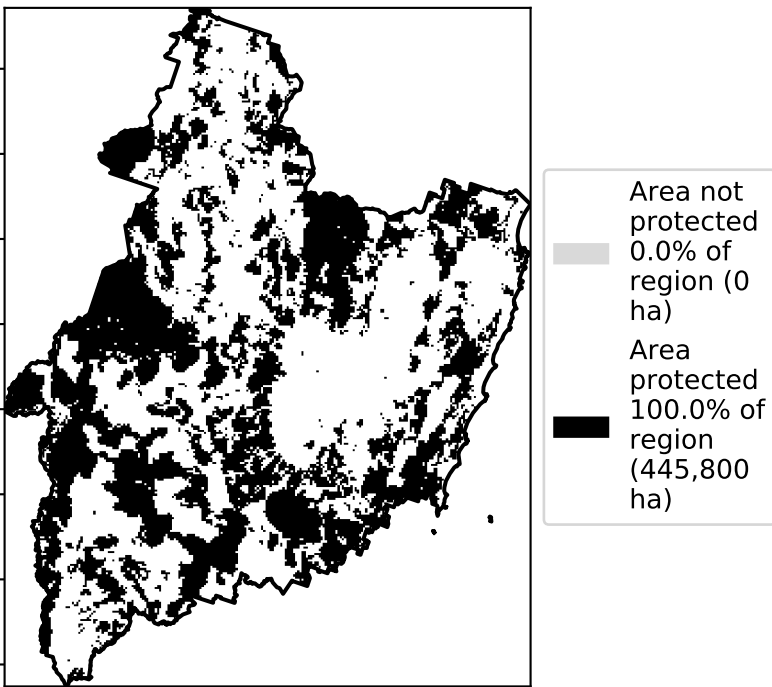 Area not
protected
0.0% of
region (0
ha)
Area
protected
100.0% of
region
(445,800
ha)